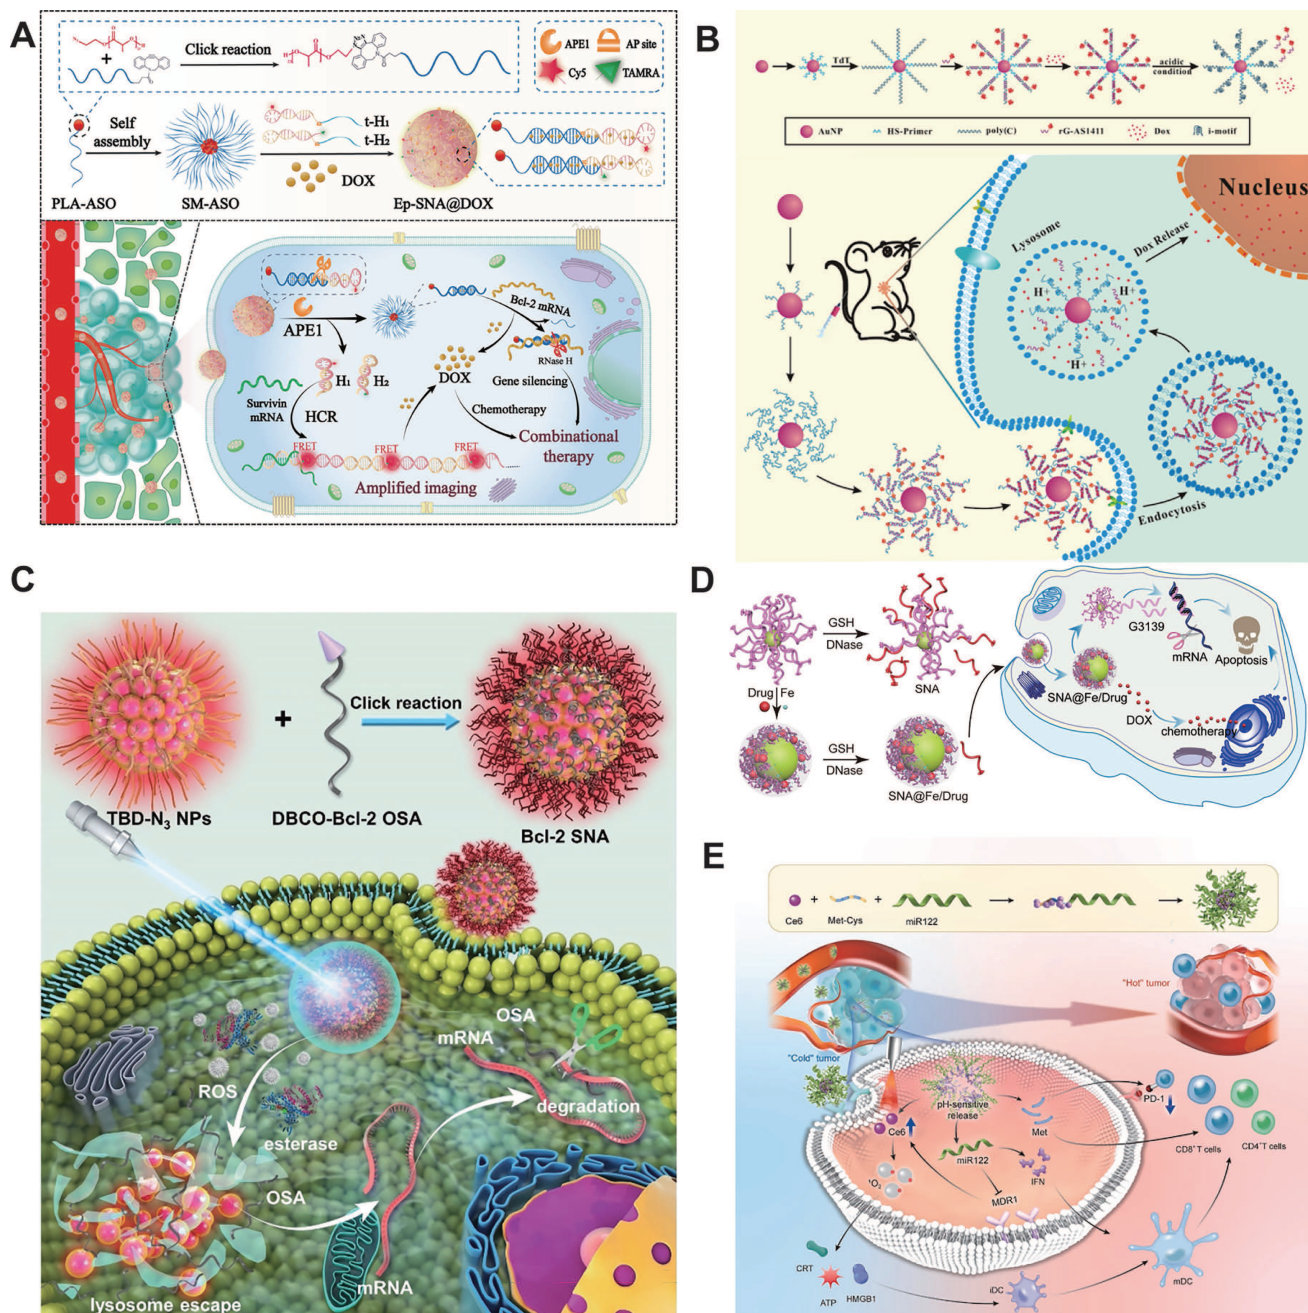 A
Click reaction
APE1
AP site
Cy5
TAMRA
Self
assembly
t-H1
t-H2
DOX
PLA-ASO
SM-ASO
Ep-SNA@DOX
APE1
Bcl-2 mRNA
RNase H
H1
H2
DOX
Gene silencing
Survivin
mRNA
HCR
Chemotherapy
FRET
FRET
FRET
Combinational
therapy
Amplified imaging
B
TdT
acidic
condition
AuNP
HS-Primer
poly(C)
rG-AS1411
Dox
i-motif
Nucleus
Lysosome
Dox Release
H+
H+
H+
Endocytosis
C
+
Click reaction
TBD-N3 NPs
DBCO-Bcl-2 OSA
Bcl-2 SNA
ROS
esterase
OSA
mRNA
OSA
degradation
mRNA
lysosome escape
D
GSH
DNase
SNA
Drug
Fe
GSH
DNase
SNA@Fe/Drug
G3139
mRNA
Apoptosis
SNA@Fe/Drug
DOX
chemotherapy
E
+
+
Ce6
Met-Cys
miR122
"Hot" tumor
"Cold" tumor
pH-sensitive
release
Ce6
Met
PD-1
miR122
IFN
¹O2
MDR1
CD8+ T cells
CD4+T cells
CRT
ATP
HMGB1
iDC
mDC